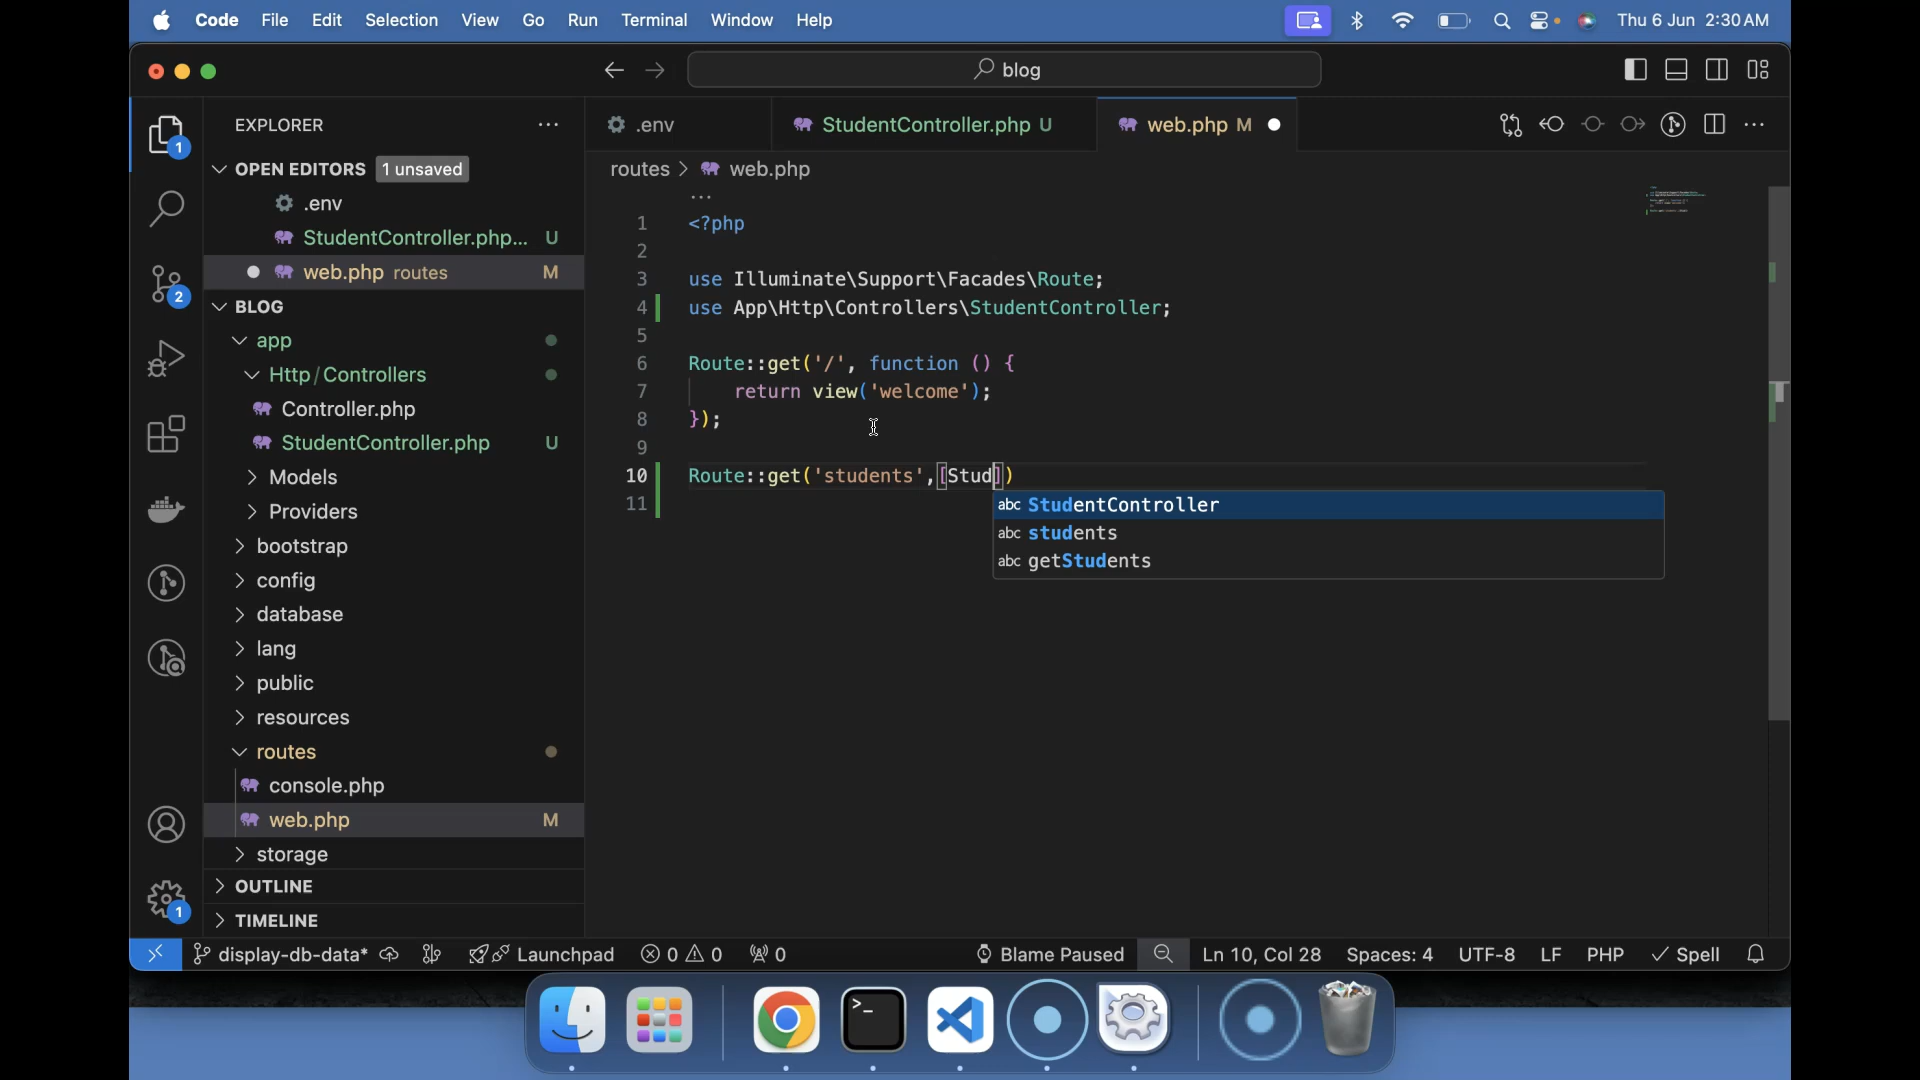 Code File Edit Selection View Go Run Terminal Window Help Thu 6 Jun 2:30 AM
blog
EXPLORER
.env
StudentController.php U
web.php M
OPEN EDITORS 1 unsaved
.env
StudentController.php... U
web.php routes M
BLOG
app
Http / Controllers
Controller.php
StudentController.php U
Models
Providers
bootstrap
config
database
lang
public
resources
routes
console.php
web.php M
storage
OUTLINE
TIMELINE
1
2
1
routes > web.php
...
1 <?php
2
3 use Illuminate\Support\Facades\Route;
4 use App\Http\Controllers\StudentController;
5
6 Route::get('/', function () {
7 return view('welcome');
8 });
9
10 Route::get('students',[Stud])
11
abc StudentController
abc students
abc getStudents
display-db-data* Launchpad 0 0 0 Blame Paused Ln 10, Col 28 Spaces: 4 UTF-8 LF PHP Spell
>_